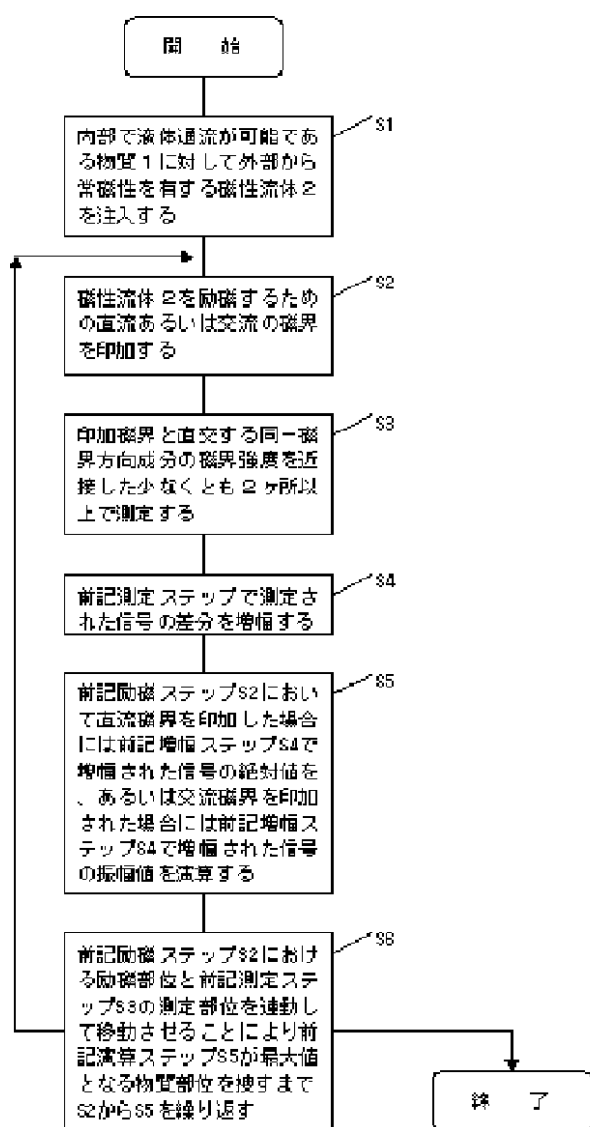 開 始
S1
内部で液体通流が可能であ
る物質1に対して外部から
常磁性を有する磁性流体2
を注入する
S2
磁性流体2を励磁するため
の直流あるいは交流の磁界
を印加する
S3
印加磁界と直交する同一磁
界方向成分の磁界強度を近
接した少なくとも2ヶ所以
上で測定する
S4
前記測定ステップで測定さ
れた信号の差分を増幅する
S5
前記励磁ステップS2におい
て直流磁界を印加した場合
には前記増幅ステップS4で
増幅された信号の絶対値を
、あるいは交流磁界を印加
された場合には前記増幅ス
テップS4で増幅された信号
の振幅値を演算する
S6
前記励磁ステップS2におけ
る励磁部位と前記測定ステ
ップS3の測定部位を連動し
て移動させることにより前
記演算ステップS5が最大値
となる物質部位を捜すまで
S2からS5を繰り返す
終 了